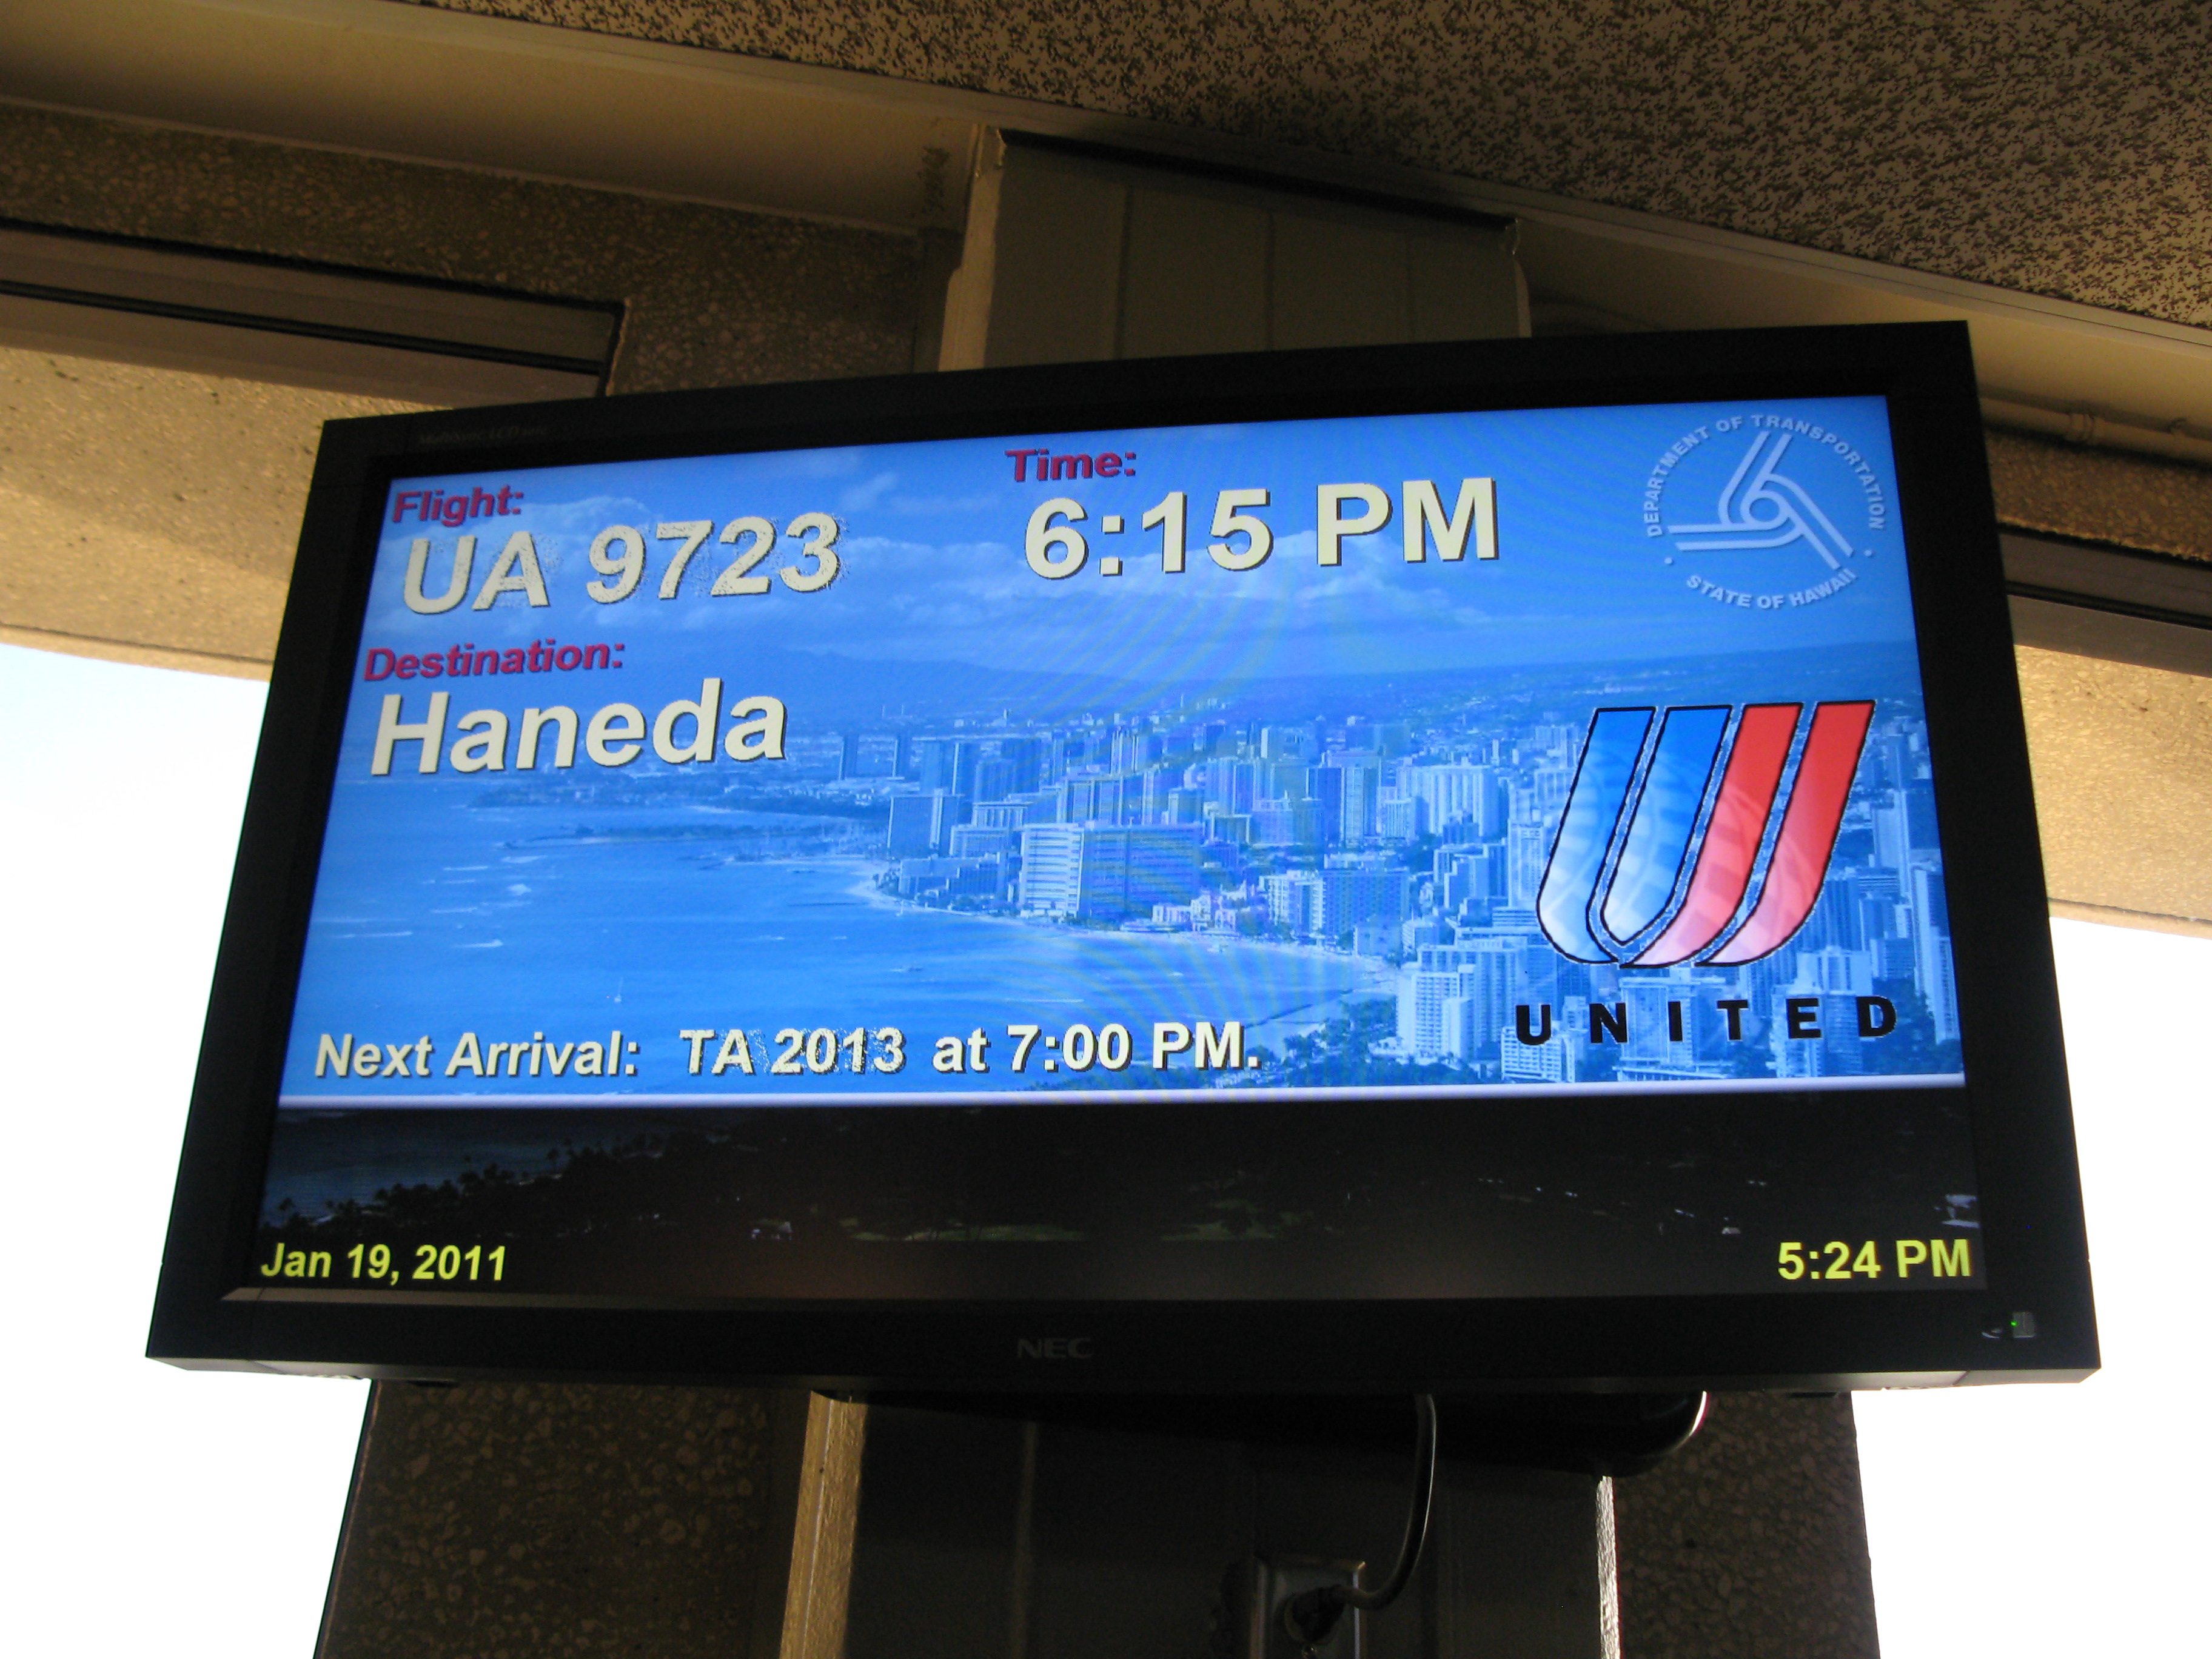 Flight:
UA 9723
Time:
6:15 PM
DEPARTMENT OF TRANSPORTATION
STATE OF HAWAII
Destination:
Haneda
UNITED
Next Arrival: TA 2013 at 7:00 PM.
Jan 19, 2011
5:24 PM
NEC